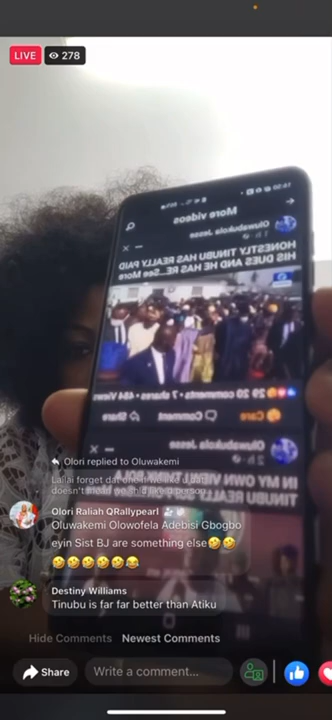 LIVE 278
14:50
More videos
Oluwabukola Jesse
HONESTLY TINUBU HAS REALLY PAID
HIS DUES AND HE HAS RE... See More
29 20 comments • 7 shares • 484 Views
Care Comment Share
Oluwabukola Jesse
IN MY OWN VIEW
TINUBU REALLY
Olori replied to Oluwakemi
Olori Raliah QRallypearl
Oluwakemi Olowofela Adebisi Gbogbo
eyin Sist BJ are something else🤣🤣
🤣🤣🤣🤣🤣😂
Destiny Williams
Tinubu is far far better than Atiku
Hide Comments Newest Comments
Share Write a comment...